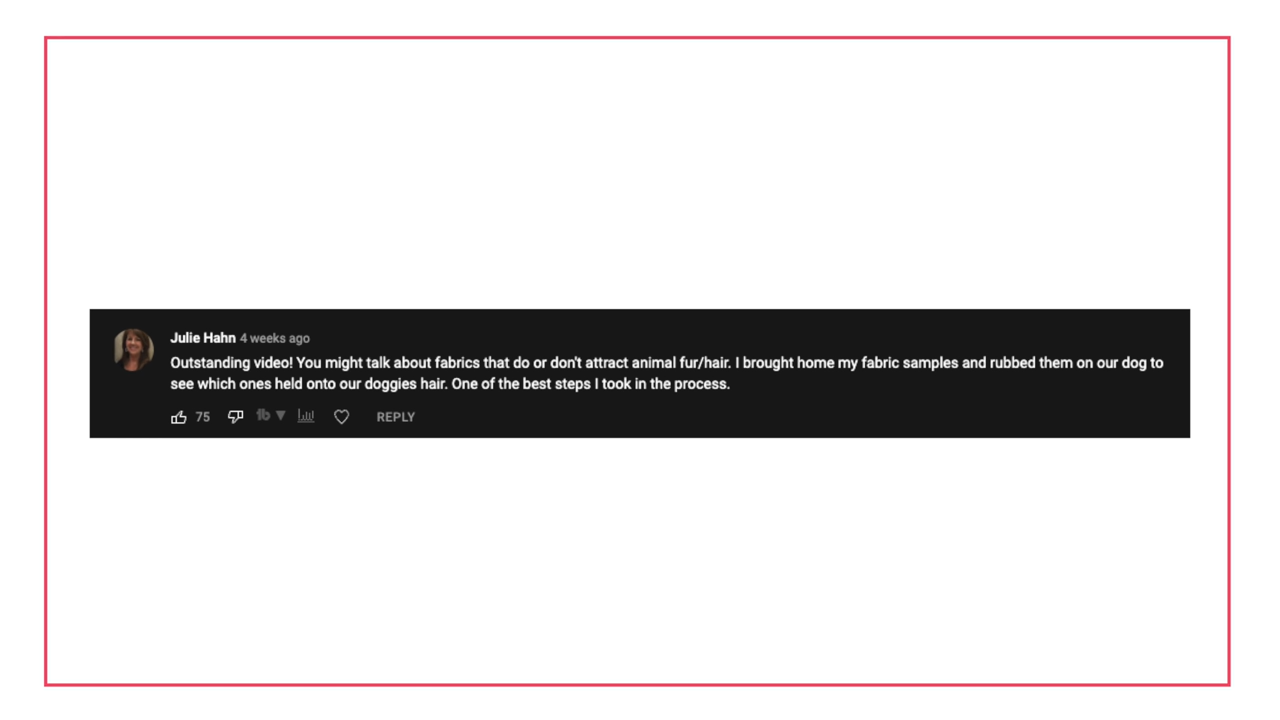 Julie Hahn 4 weeks ago
Outstanding video! You might talk about fabrics that do or don't attract animal fur/hair. I brought home my fabric samples and rubbed them on our dog to
see which ones held onto our doggies hair. One of the best steps I took in the process.
75 tb REPLY